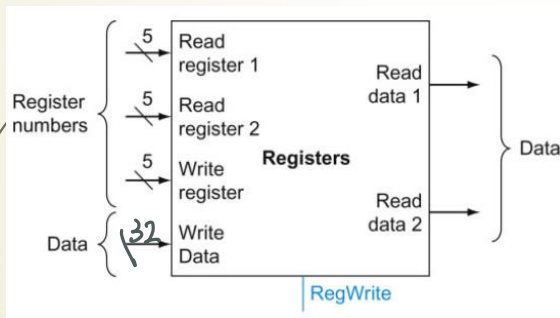 5
Read
register 1
5
Read
register 2
5
Write
register
32
Write
Data
Register
numbers
Data
Registers
Read
data 1
Read
data 2
Data
RegWrite